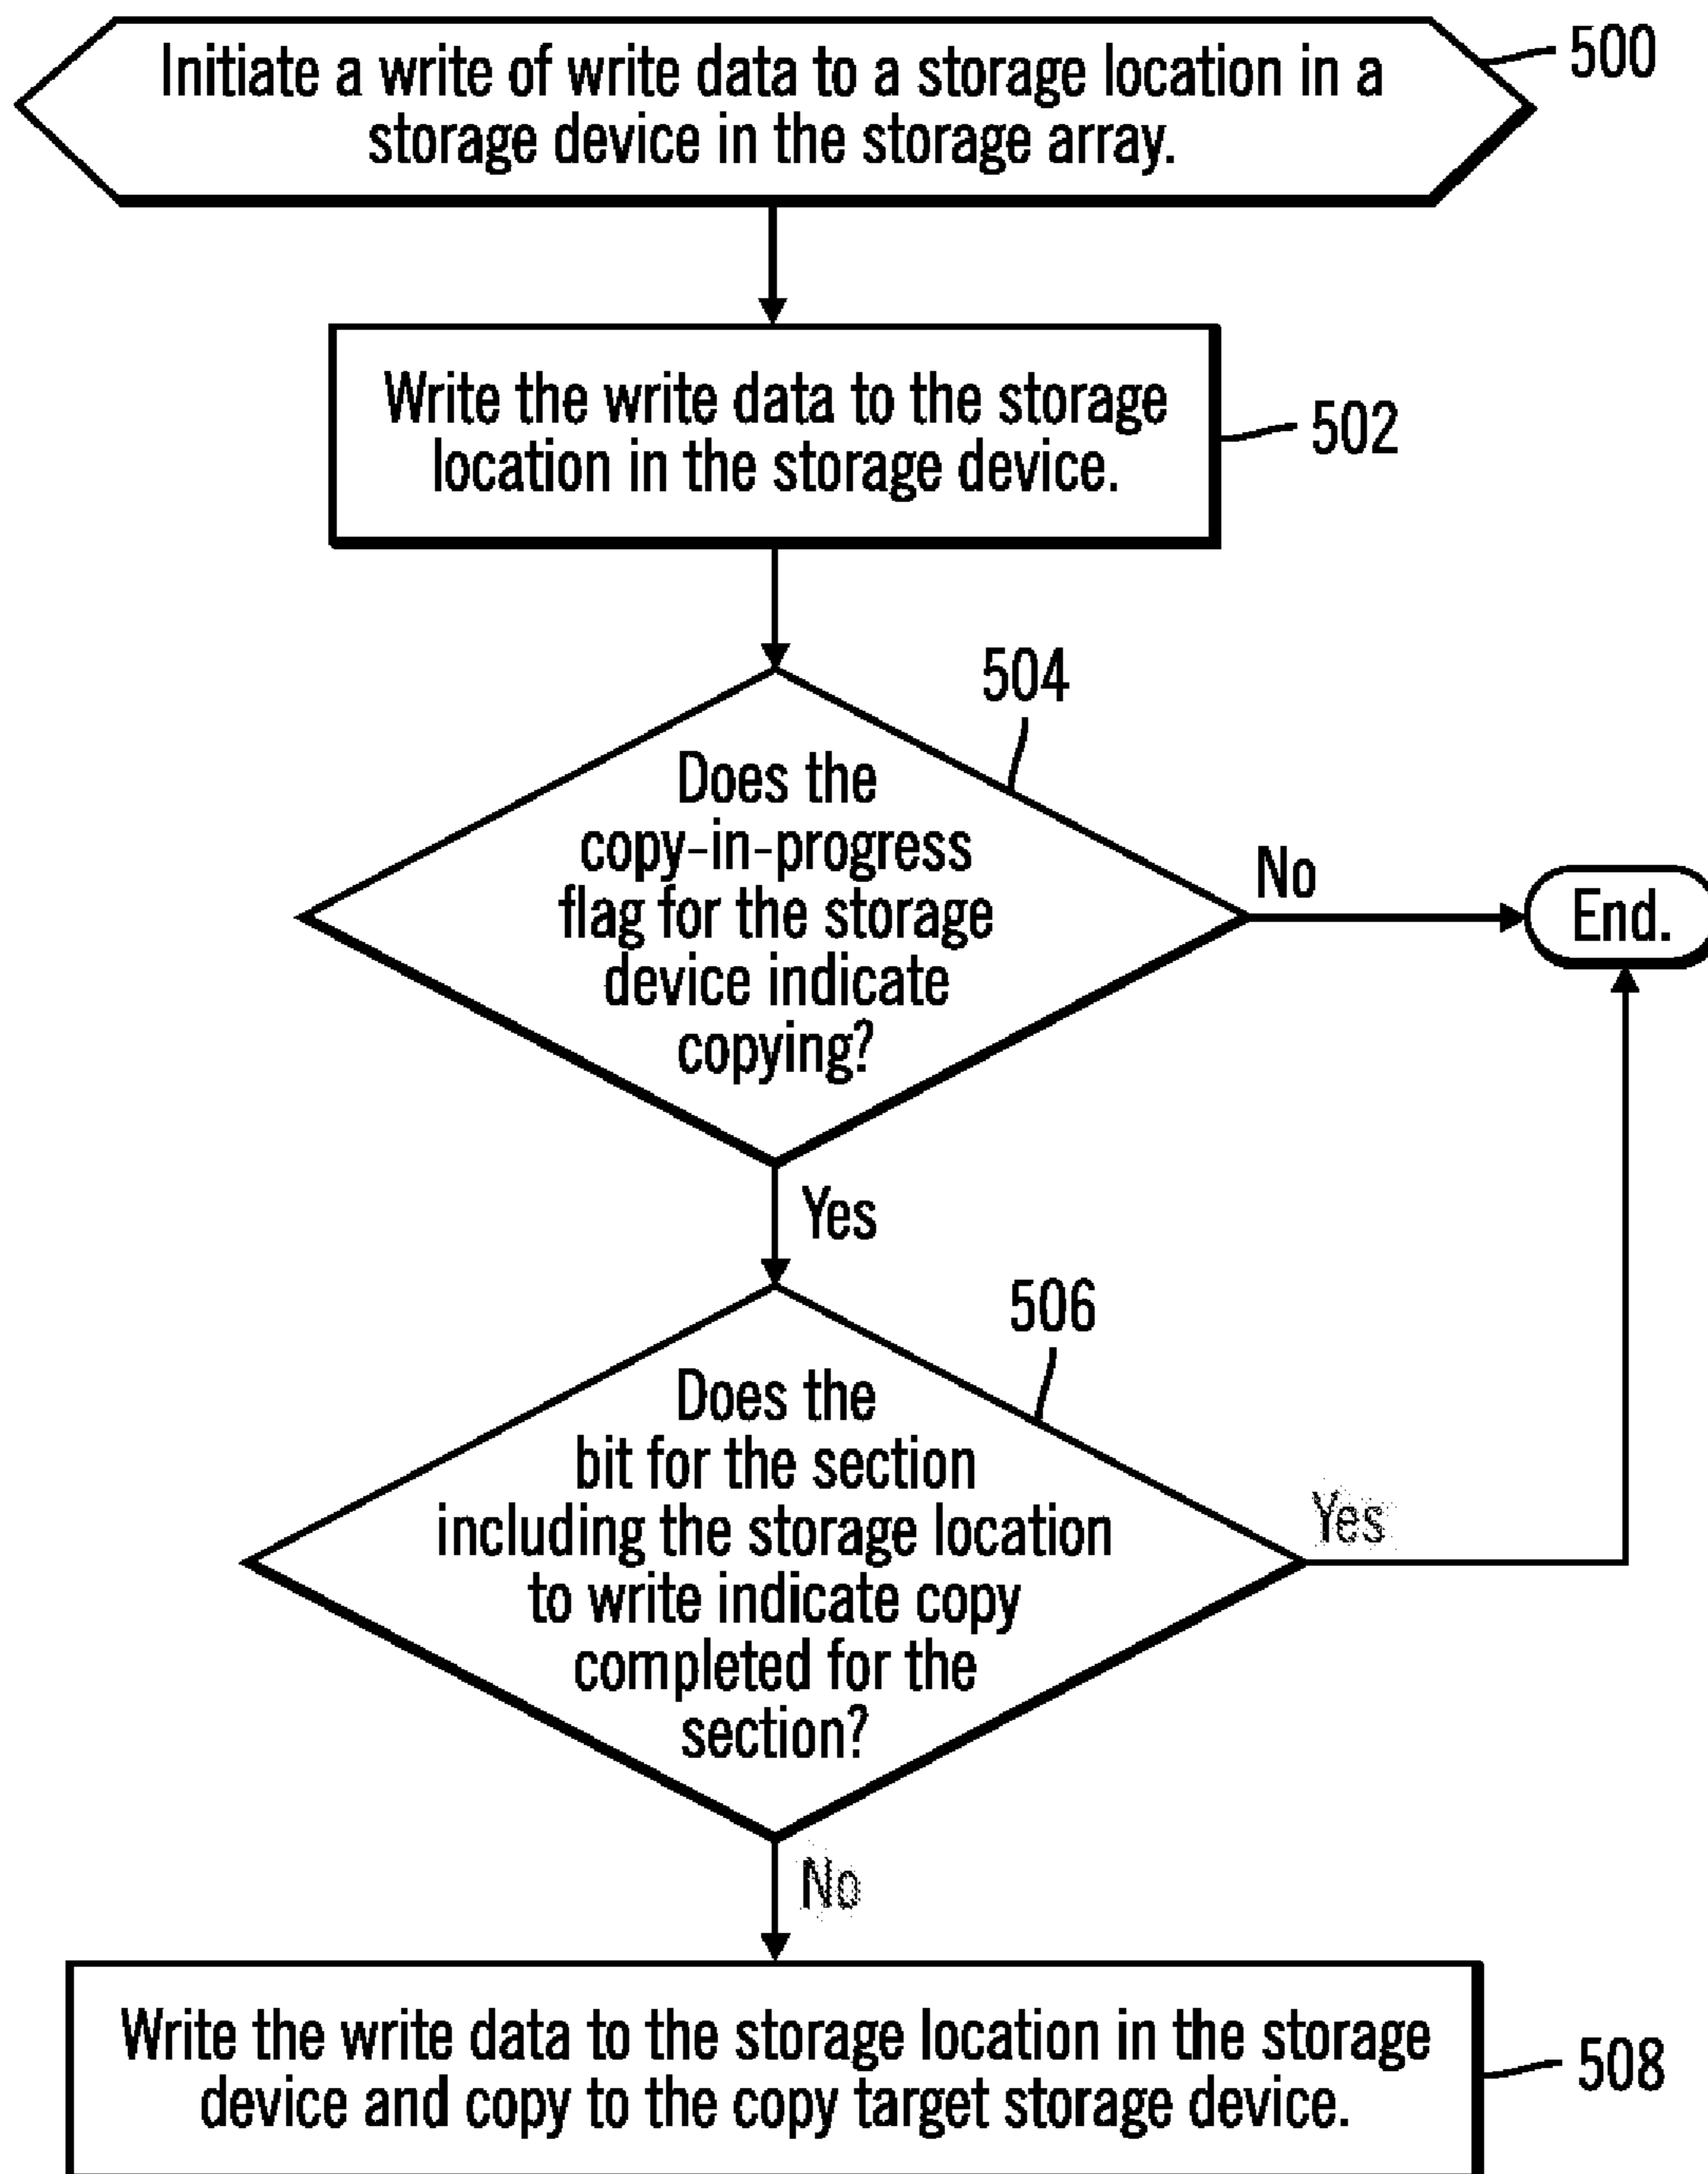 Initiate a write of write data to a storage location in a
storage device in the storage array.
500
Write the write data to the storage
location in the storage device.
502
504
Does the
copy-in-progress
flag for the storage
device indicate
copying?
No
End.
Yes
506
Does the
bit for the section
including the storage location
to write indicate copy
completed for the
section?
Yes
No
Write the write data to the storage location in the storage
device and copy to the copy target storage device.
508